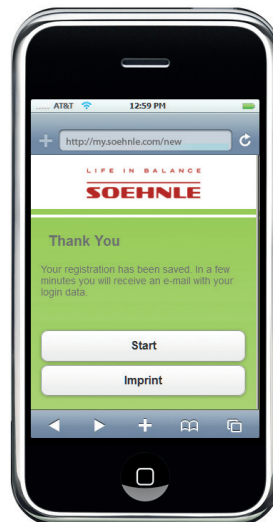 AT&T 12:59 PM
http://my.soehnle.com/new
LIFE IN BALANCE
SOEHNLE
Thank You
Your registration has been saved. In a few
minutes you will receive an e-mail with your
login data.
Start
Imprint